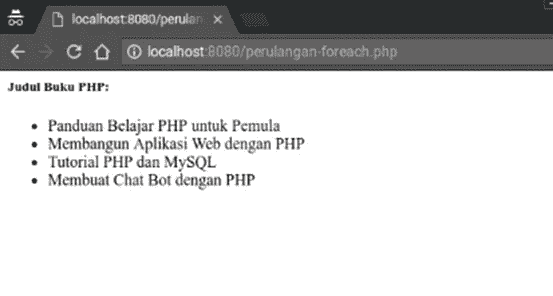 localhost:8080/perulan
localhost:8080/perulangan-foreach.php
Judul Buku PHP:
Panduan Belajar PHP untuk Pemula
Membangun Aplikasi Web dengan PHP
Tutorial PHP dan MySQL
Membuat Chat Bot dengan PHP